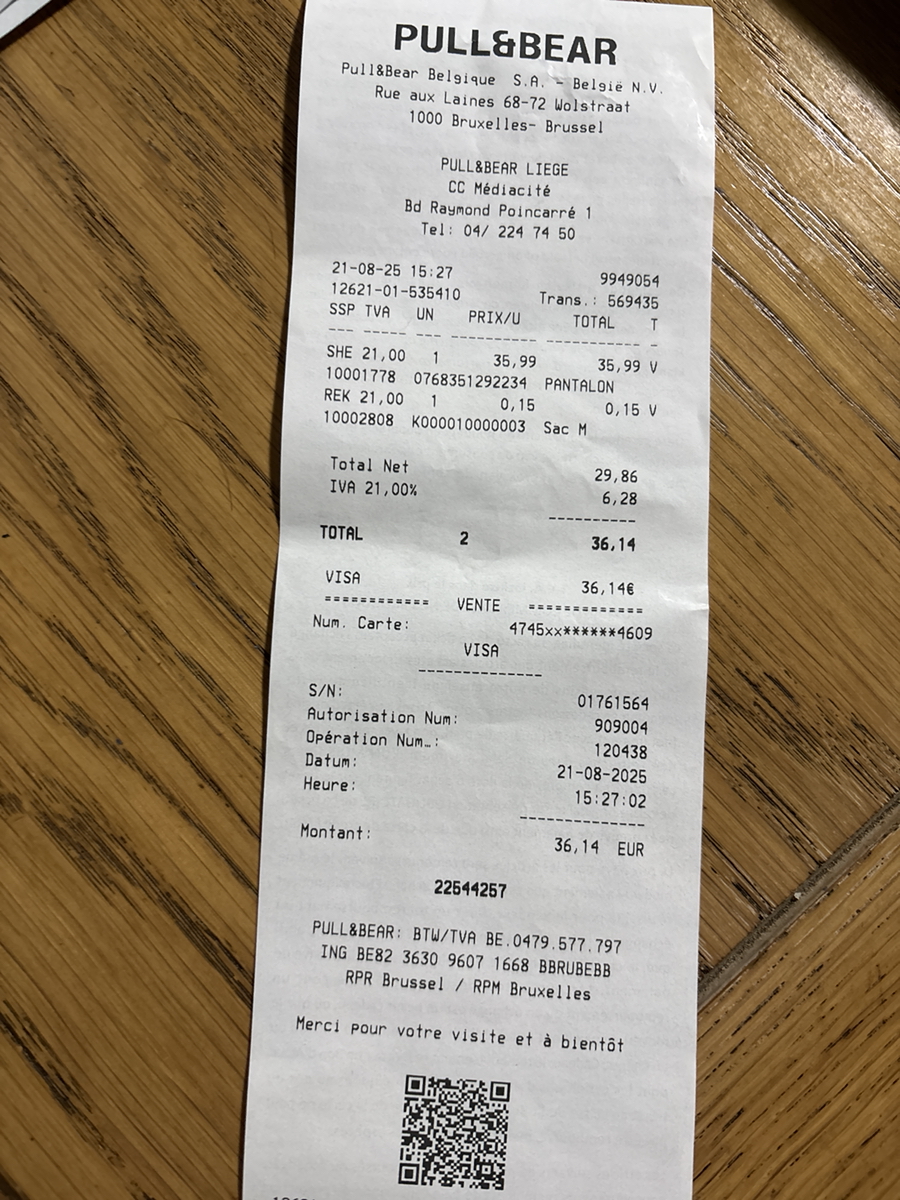 PULL&BEAR
Pull&Bear Belgique S.A. - België N.V.
Rue aux Laines 68-72 Wolstraat
1000 Bruxelles- Brussel
PULL&BEAR LIEGE
CC Médiacité
Bd Raymond Poincarré 1
Tel: 04/ 224 74 50
21-08-25 15:27 9949054
12621-01-535410 Trans.: 569435
SSP TVA UN PRIX/U TOTAL T
--- ----- --- ---------- ----------- -
SHE 21,00 1 35,99 35,99 V
10001778 0768351292234 PANTALON
REK 21,00 1 0,15 0,15 V
10002808 K000010000003 Sac M
Total Net 29,86
IVA 21,00% 6,28
----------
TOTAL 2 36,14
VISA 36,14€
============ VENTE =============
Num. Carte: 4745xx******4609
VISA
--------------
S/N: 01761564
Autorisation Num: 909004
Opération Num…: 120438
Datum: 21-08-2025
Heure: 15:27:02
--------------
Montant: 36,14 EUR
22544257
PULL&BEAR: BTW/TVA BE.0479.577.797
ING BE82 3630 9607 1668 BBRUBEBB
RPR Brussel / RPM Bruxelles
Merci pour votre visite et à bientôt